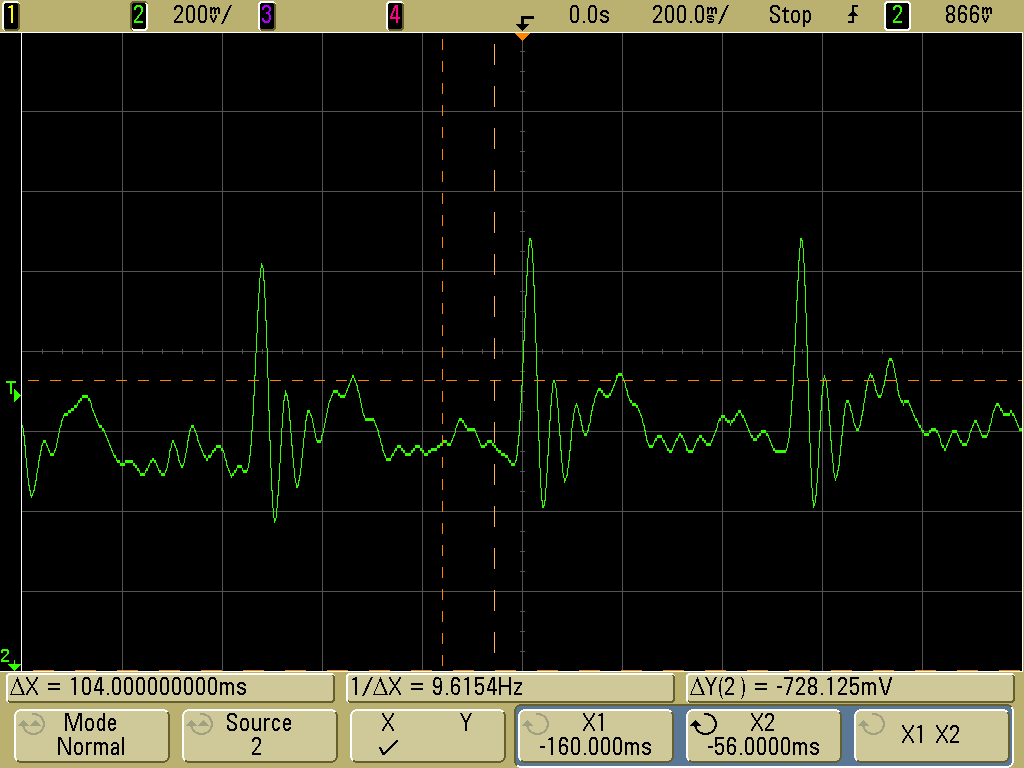 1 2 200mV/ 3 4 0.0s 200.0ms/ Stop 2 866mV
T
2
ΔX = 104.000000000ms 1/ΔX = 9.6154Hz ΔY(2) = -728.125mV
Mode Source X Y X1 X2 X1 X2
Normal 2 ✓ -160.000ms -56.0000ms